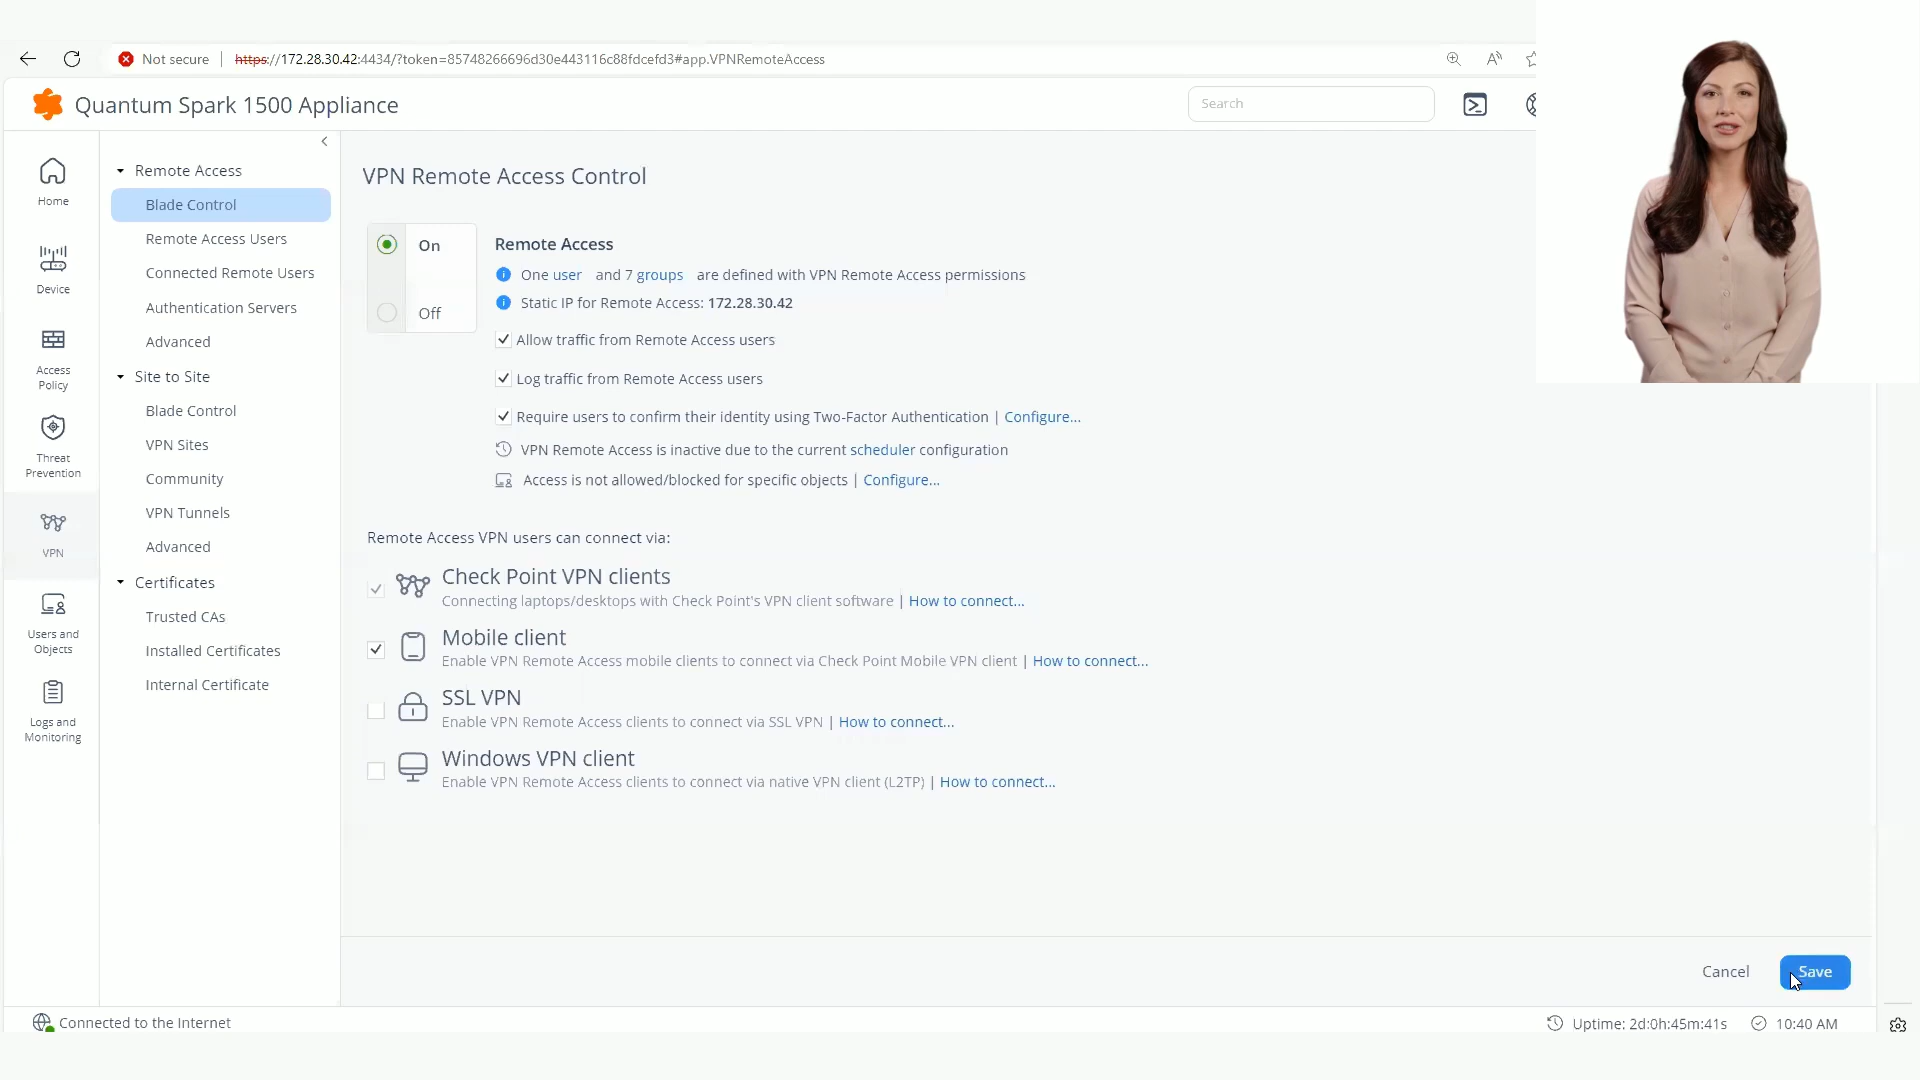 Not secure | https://172.28.30.42:4434/?token=85748266696d30e443116c88fdcefd3#app.VPNRemoteAccess
Quantum Spark 1500 Appliance
Search
Home
Device
Access
Policy
Threat
Prevention
VPN
Users and
Objects
Logs and
Monitoring
Remote Access
Blade Control
Remote Access Users
Connected Remote Users
Authentication Servers
Advanced
Site to Site
Blade Control
VPN Sites
Community
VPN Tunnels
Advanced
Certificates
Trusted CAs
Installed Certificates
Internal Certificate
VPN Remote Access Control
On
Off
Remote Access
One user and 7 groups are defined with VPN Remote Access permissions
Static IP for Remote Access: 172.28.30.42
Allow traffic from Remote Access users
Log traffic from Remote Access users
Require users to confirm their identity using Two-Factor Authentication | Configure...
VPN Remote Access is inactive due to the current scheduler configuration
Access is not allowed/blocked for specific objects | Configure...
Remote Access VPN users can connect via:
Check Point VPN clients
Connecting laptops/desktops with Check Point's VPN client software | How to connect...
Mobile client
Enable VPN Remote Access mobile clients to connect via Check Point Mobile VPN client | How to connect...
SSL VPN
Enable VPN Remote Access clients to connect via SSL VPN | How to connect...
Windows VPN client
Enable VPN Remote Access clients to connect via native VPN client (L2TP) | How to connect...
Cancel
Save
Connected to the Internet
Uptime: 2d:0h:45m:41s
10:40 AM